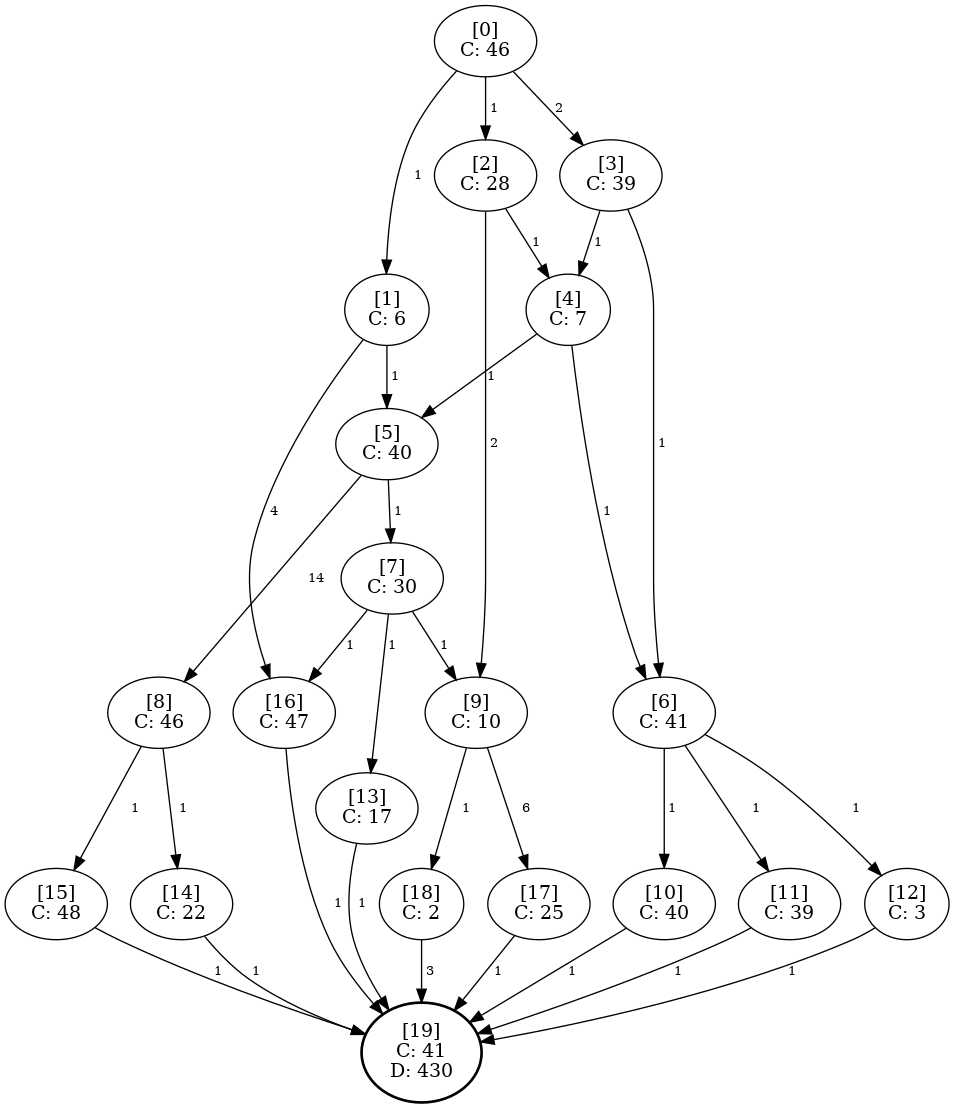 [0]
C: 46
1
2
[2]
C: 28
[3]
C: 39
1
1
1
[1]
C: 6
[4]
C: 7
1
1
[5]
C: 40
2
1
4
1
1
14
[7]
C: 30
1
1
1
[8]
C: 46
[16]
C: 47
[9]
C: 10
[6]
C: 41
[13]
C: 17
1
1
1
6
1
1
1
[15]
C: 48
[14]
C: 22
[18]
C: 2
[17]
C: 25
[10]
C: 40
[11]
C: 39
[12]
C: 3
1
1
1
1
3
1
1
1
1
[19]
C: 41
D: 430